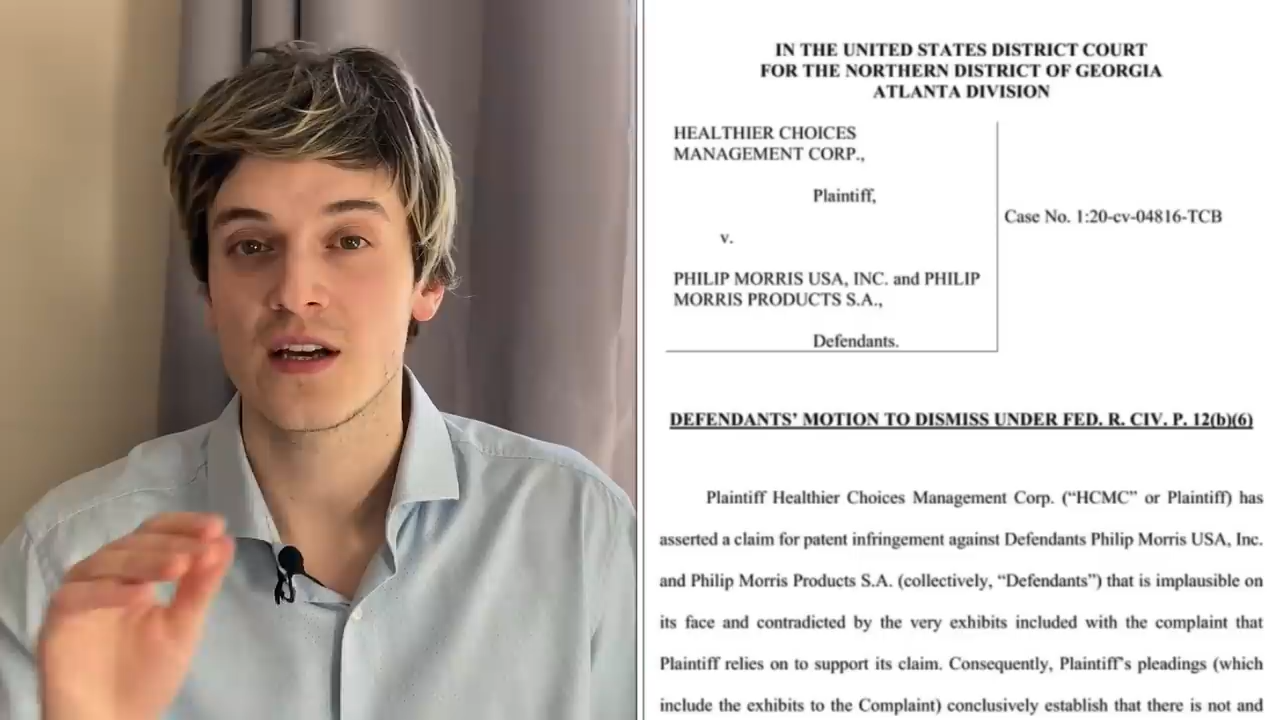 IN THE UNITED STATES DISTRICT COURT
FOR THE NORTHERN DISTRICT OF GEORGIA
ATLANTA DIVISION
HEALTHIER CHOICES
MANAGEMENT CORP.,
Plaintiff,
v.
PHILIP MORRIS USA, INC. and PHILIP
MORRIS PRODUCTS S.A.,
Defendants.
Case No. 1:20-cv-04816-TCB
DEFENDANTS' MOTION TO DISMISS UNDER FED. R. CIV. P. 12(b)(6)
Plaintiff Healthier Choices Management Corp. (“HCMC” or Plaintiff) has
asserted a claim for patent infringement against Defendants Philip Morris USA, Inc.
and Philip Morris Products S.A. (collectively, “Defendants”) that is implausible on
its face and contradicted by the very exhibits included with the complaint that
Plaintiff relies on to support its claim. Consequently, Plaintiff's pleadings (which
include the exhibits to the Complaint) conclusively establish that there is not and